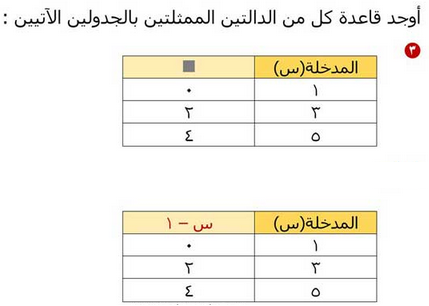 أوجد قاعدة كل من الدالتين الممثلتين بالجدولين الآتيين :
٣
المدخلة(س)
١ ٠
٣ ٢
٥ ٤
المدخلة(س) س – ١
١ ٠
٣ ٢
٥ ٤